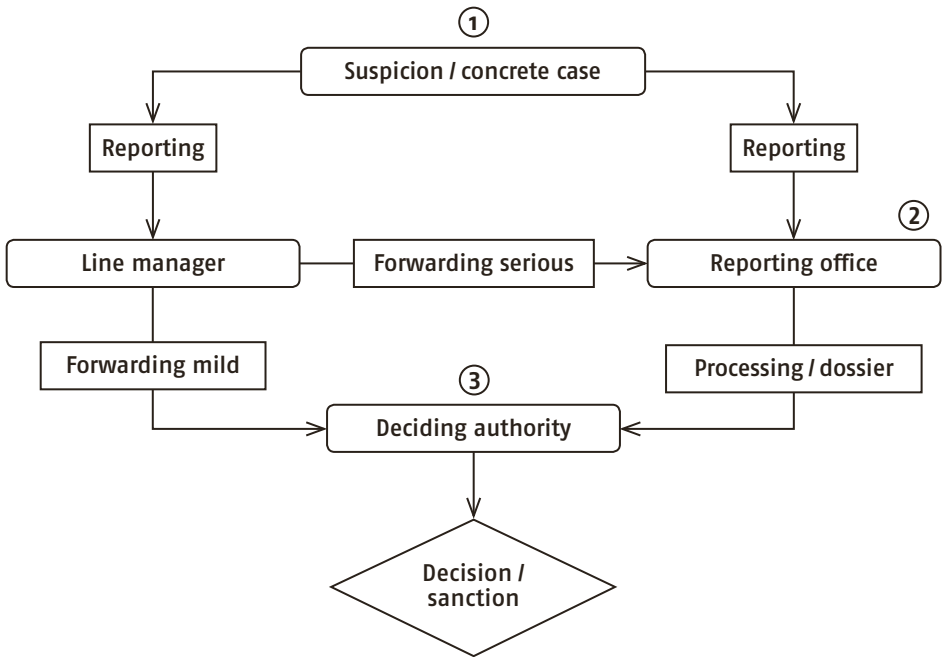 1
Suspicion / concrete case
Reporting
Reporting
2
Line manager
Forwarding serious
Reporting office
Forwarding mild
Processing / dossier
3
Deciding authority
Decision /
sanction